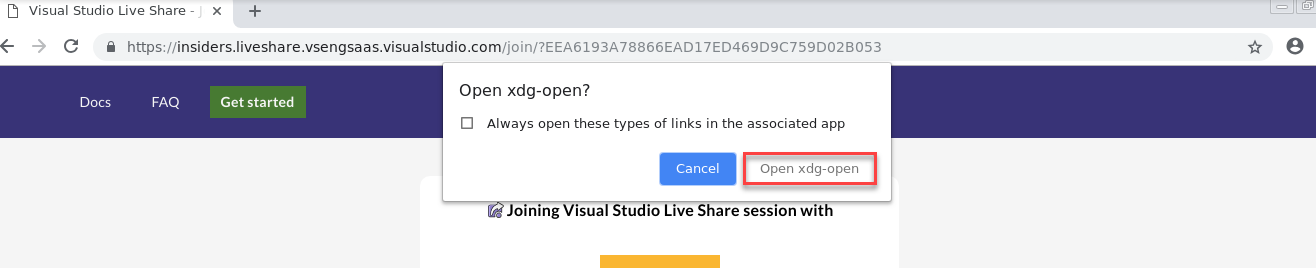 Visual Studio Live Share - J
https://insiders.liveshare.vsengsaas.visualstudio.com/join/?EEA6193A78866EAD17ED469D9C759D02B053
Open xdg-open?
Docs FAQ Get started
Always open these types of links in the associated app
Cancel Open xdg-open
Joining Visual Studio Live Share session with